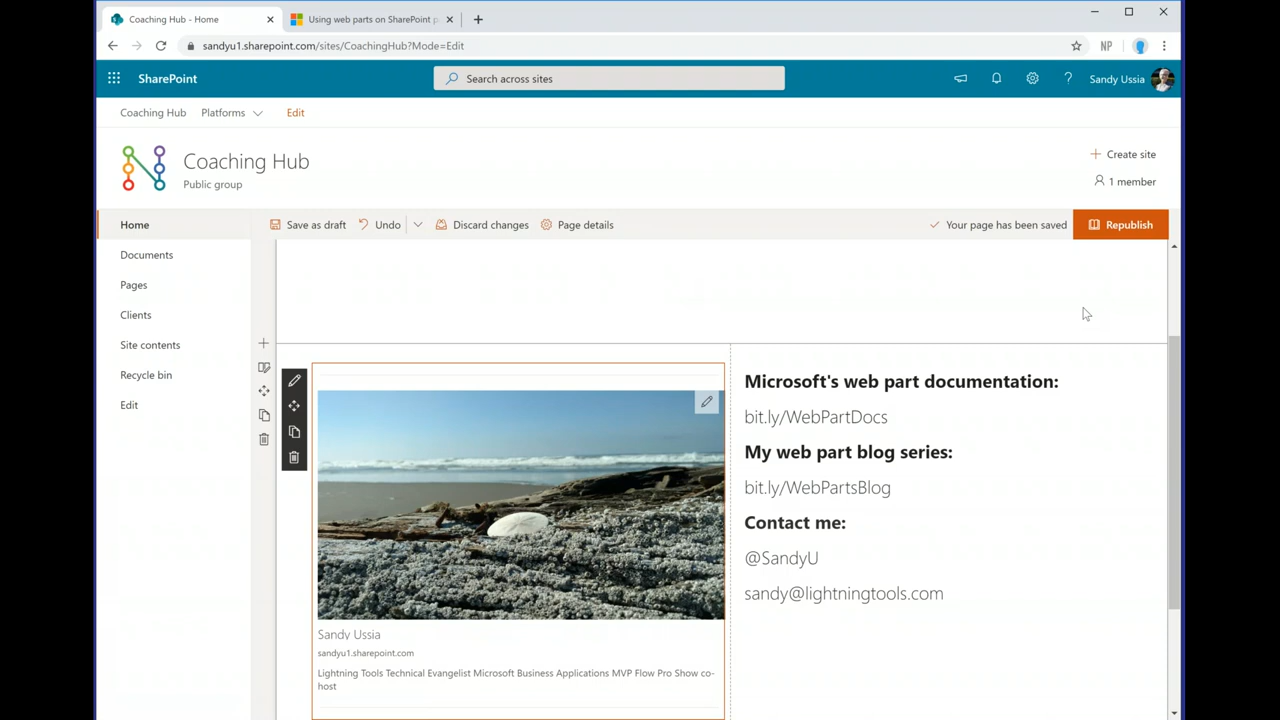 Coaching Hub - Home
Using web parts on SharePoint p
sandyu1.sharepoint.com/sites/CoachingHub?Mode=Edit
NP
SharePoint
Search across sites
Sandy Ussia
Coaching Hub
Platforms
Edit
Coaching Hub
Public group
Create site
1 member
Home
Save as draft
Undo
Discard changes
Page details
Your page has been saved
Republish
Documents
Pages
Clients
Site contents
Recycle bin
Edit
Sandy Ussia
sandyu1.sharepoint.com
Lightning Tools Technical Evangelist Microsoft Business Applications MVP Flow Pro Show co-
host
Microsoft's web part documentation:
bit.ly/WebPartDocs
My web part blog series:
bit.ly/WebPartsBlog
Contact me:
@SandyU
sandy@lightningtools.com